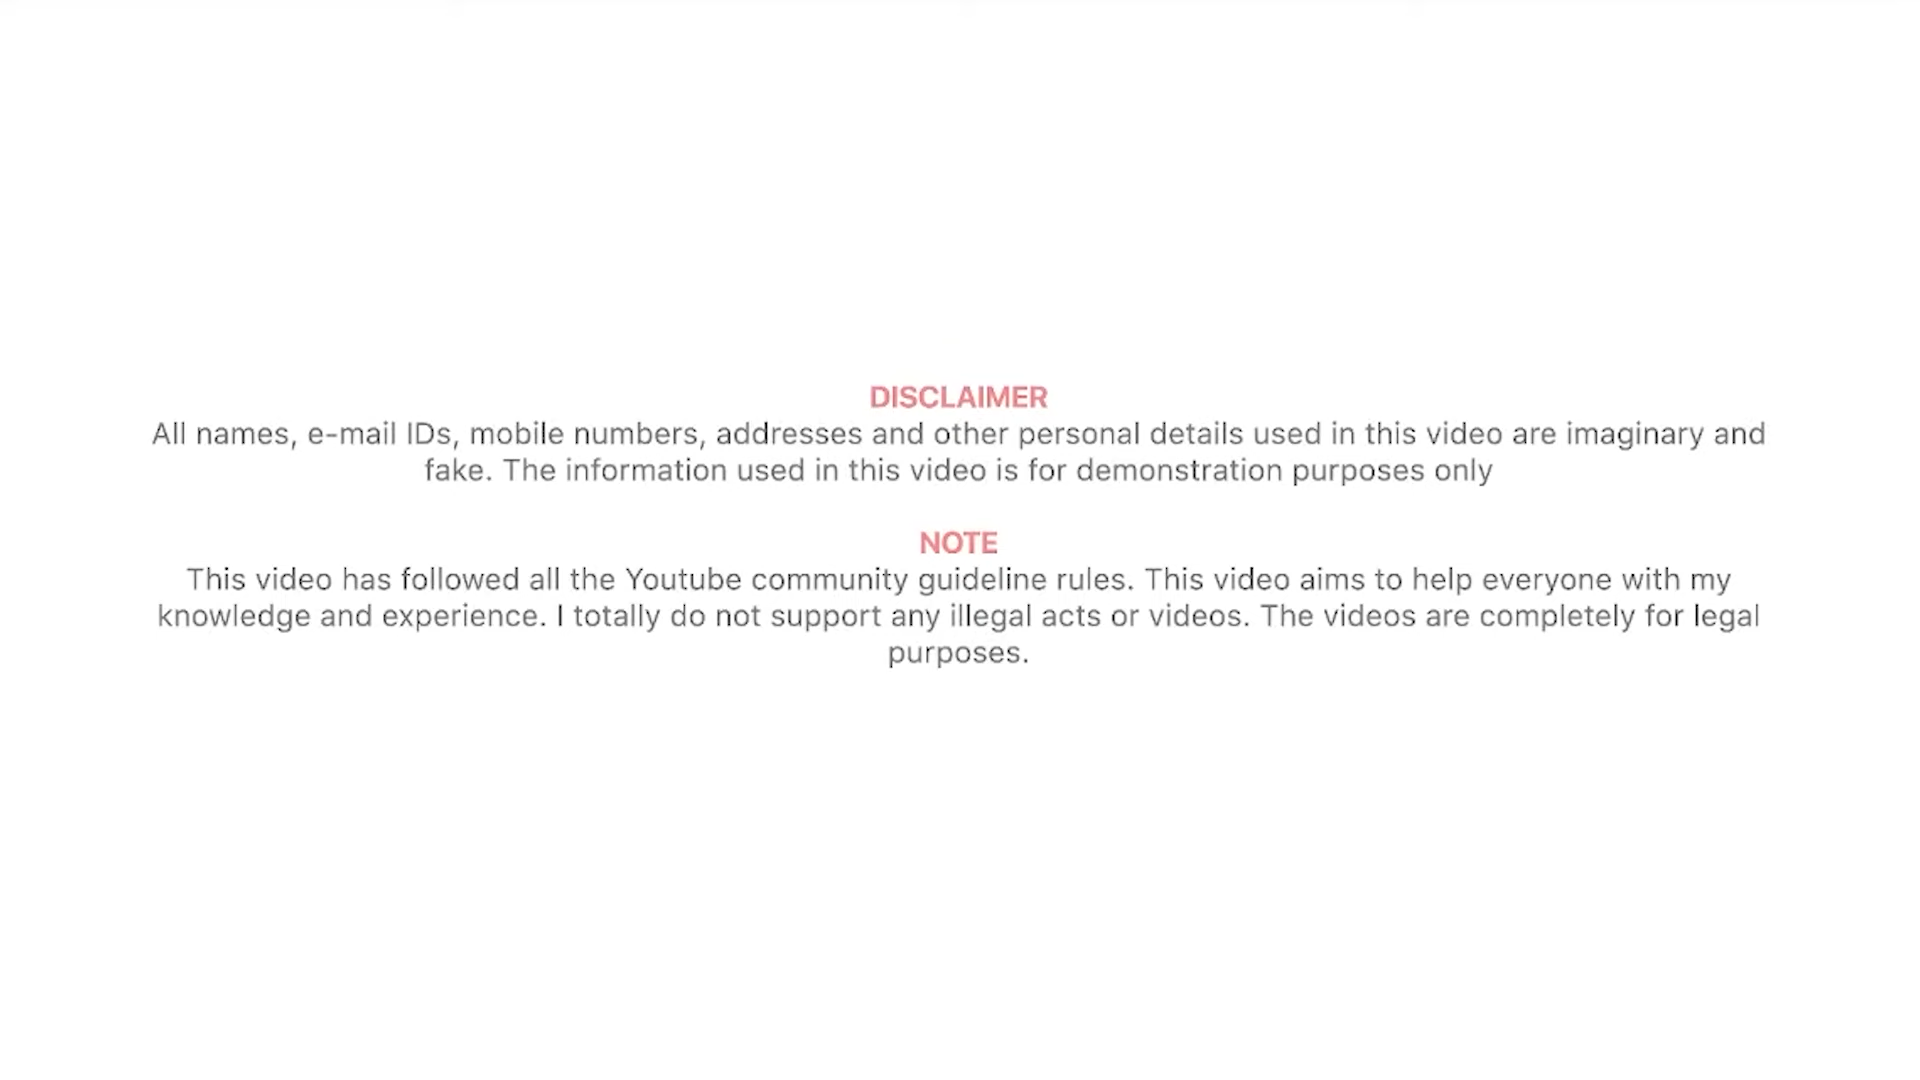 DISCLAIMER
All names, e-mail IDs, mobile numbers, addresses and other personal details used in this video are imaginary and
fake. The information used in this video is for demonstration purposes only
NOTE
This video has followed all the Youtube community guideline rules. This video aims to help everyone with my
knowledge and experience. I totally do not support any illegal acts or videos. The videos are completely for legal
purposes.